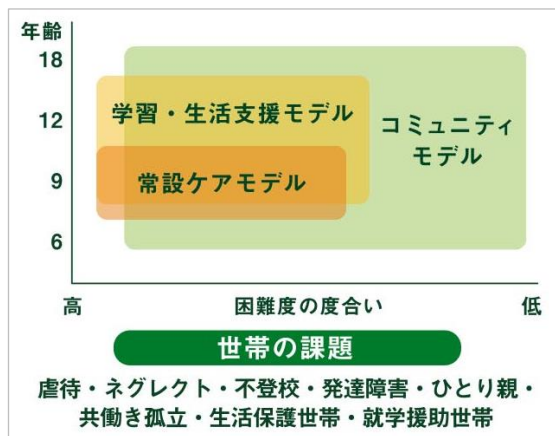 年齢
18
12
9
6
学習・生活支援モデル
常設ケアモデル
コミュニティ
モデル
高
困難度の度合い
低
世帯の課題
虐待・ネグレクト・不登校・発達障害・ひとり親・
共働き孤立・生活保護世帯・就学援助世帯